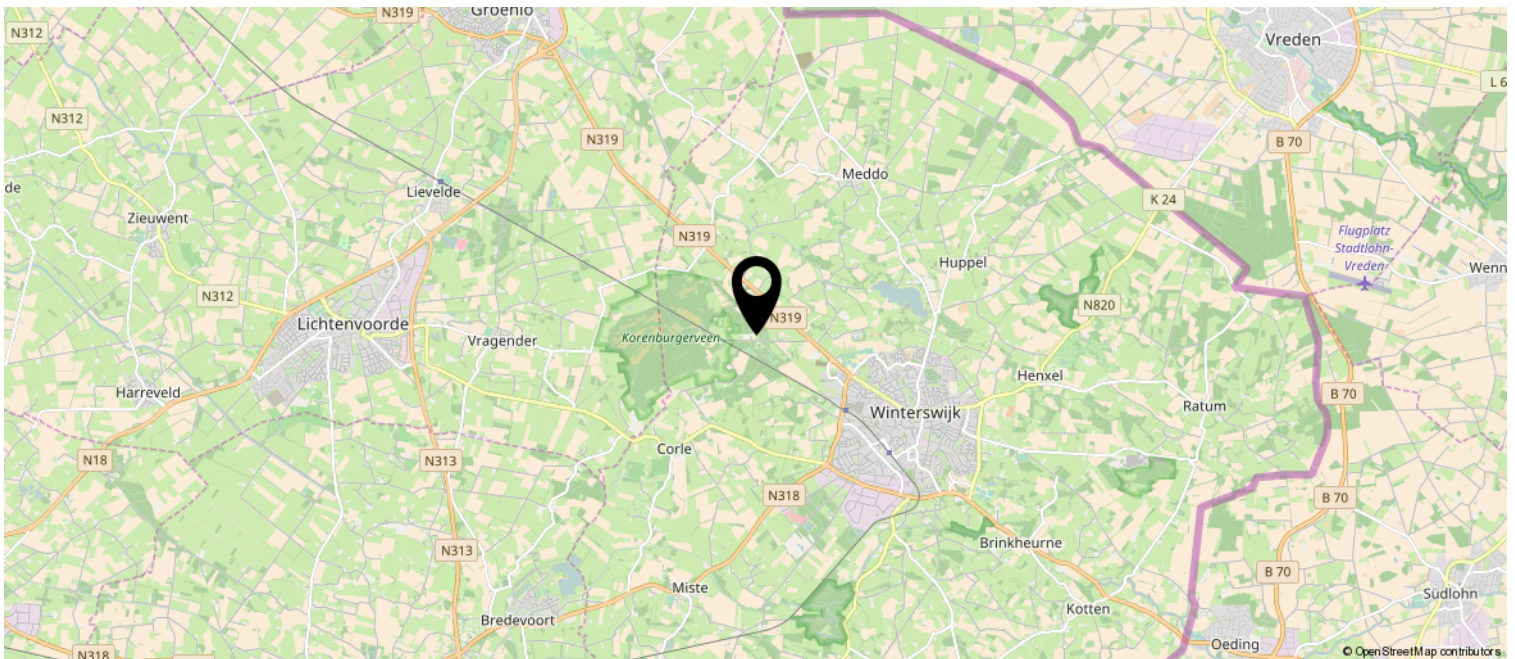 N319
Groenlo
N312
Vreden
L 6
N312
N319
B 70
Meddo
de
Lievelde
K 24
Zieuwent
N319
Flugplatz
Stadtlohn-
Vreden
Huppel
Wenn
N312
N820
N319
Lichtenvoorde
Korenburgerveen
Vragender
Henxel
Harreveld
B 70
Ratum
Winterswijk
Corle
N18
N313
N318
B 70
Brinkheurne
N313
B 70
Miste
Südlohn
Kotten
Bredevoort
Oeding
N318
© OpenStreetMap contributors